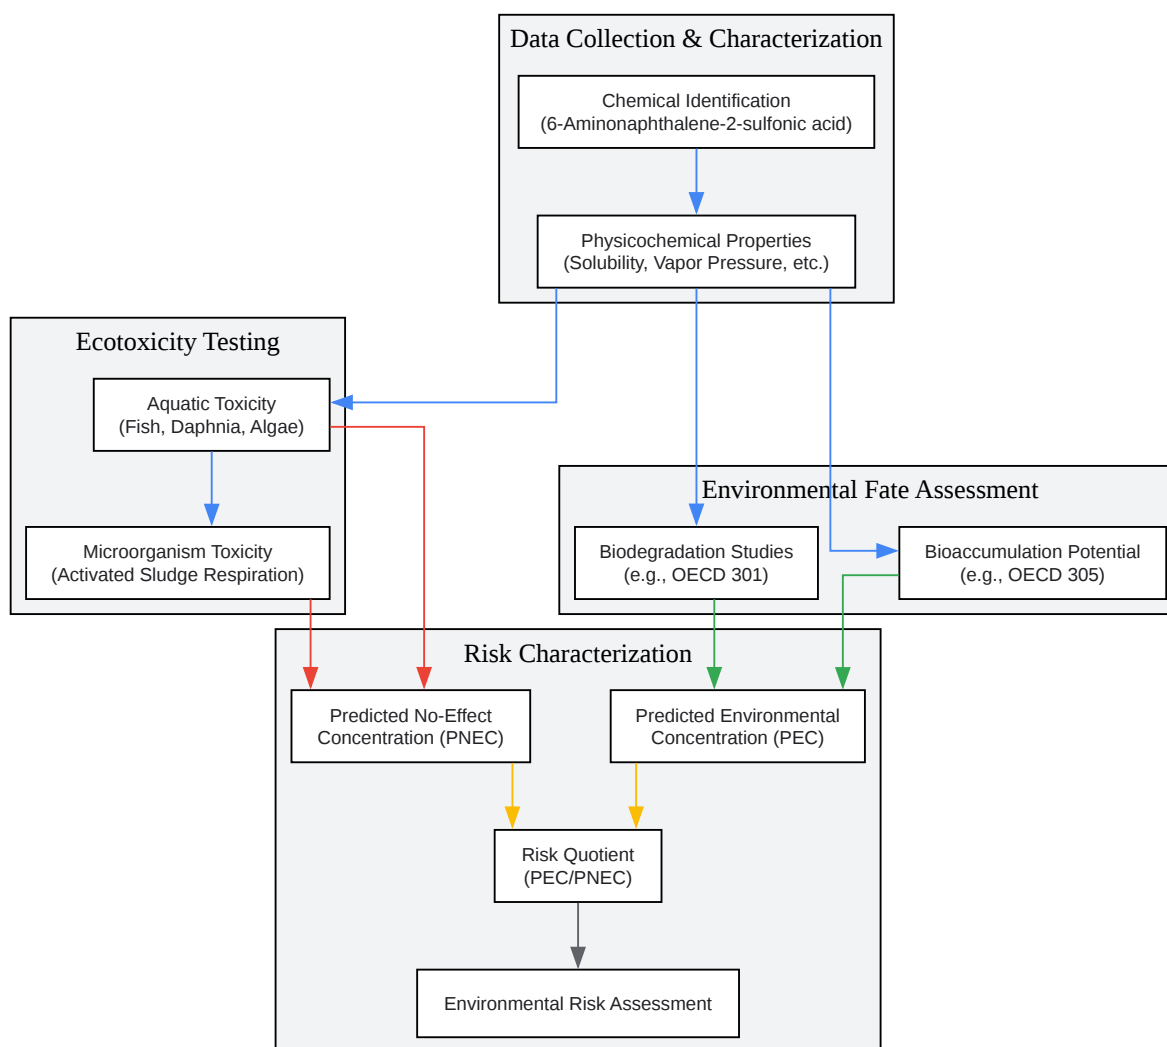 Data Collection & Characterization
Chemical Identification
(6-Aminonaphthalene-2-sulfonic acid)
Physicochemical Properties
(Solubility, Vapor Pressure, etc.)
Ecotoxicity Testing
Aquatic Toxicity
(Fish, Daphnia, Algae)
Microorganism Toxicity
(Activated Sludge Respiration)
Environmental Fate Assessment
Biodegradation Studies
(e.g., OECD 301)
Bioaccumulation Potential
(e.g., OECD 305)
Risk Characterization
Predicted No-Effect
Concentration (PNEC)
Predicted Environmental
Concentration (PEC)
Risk Quotient
(PEC/PNEC)
Environmental Risk Assessment